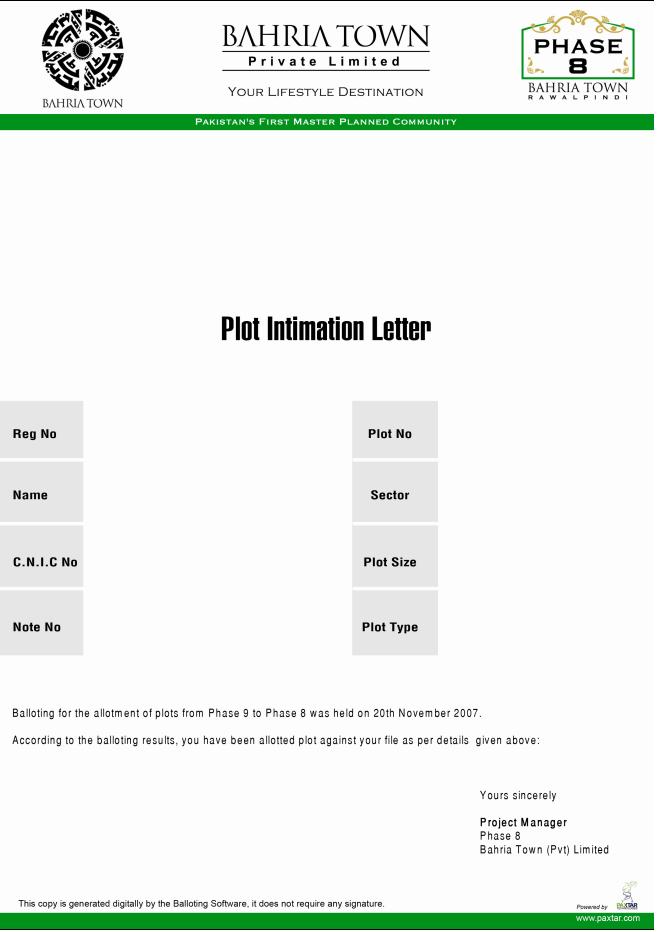 BAHRIA TOWN
BAHRIA TOWN
Private Limited
YOUR LIFESTYLE DESTINATION
PHASE
8
BAHRIA TOWN
RAWALPINDI
PAKISTAN'S FIRST MASTER PLANNED COMMUNITY
Plot Intimation Letter
Reg No
Plot No
Name
Sector
C.N.I.C No
Plot Size
Note No
Plot Type
Balloting for the allotment of plots from Phase 9 to Phase 8 was held on 20th November 2007.
According to the balloting results, you have been allotted plot against your file as per details given above:
Yours sincerely
Project Manager
Phase 8
Bahria Town (Pvt) Limited
This copy is generated digitally by the Balloting Software, it does not require any signature.
Powered by
PAXTAR
www.paxtar.com